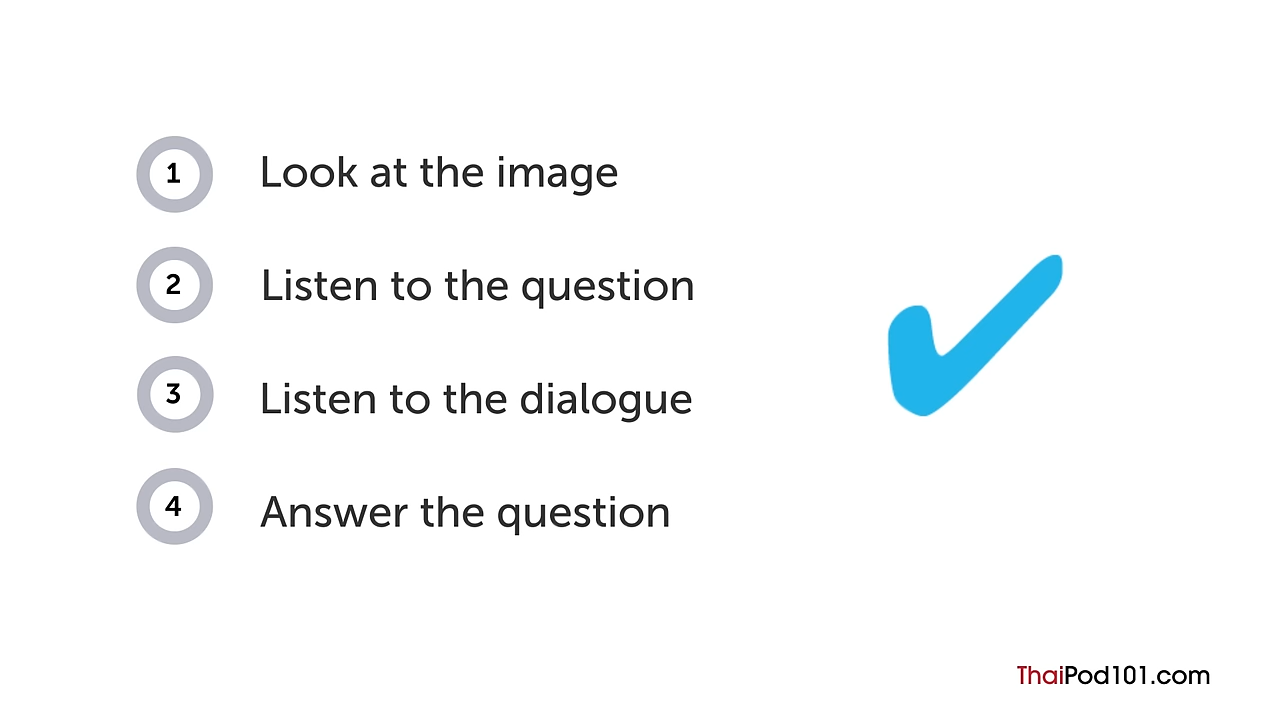 1 Look at the image
2 Listen to the question
3 Listen to the dialogue
4 Answer the question
ThaiPod101.com